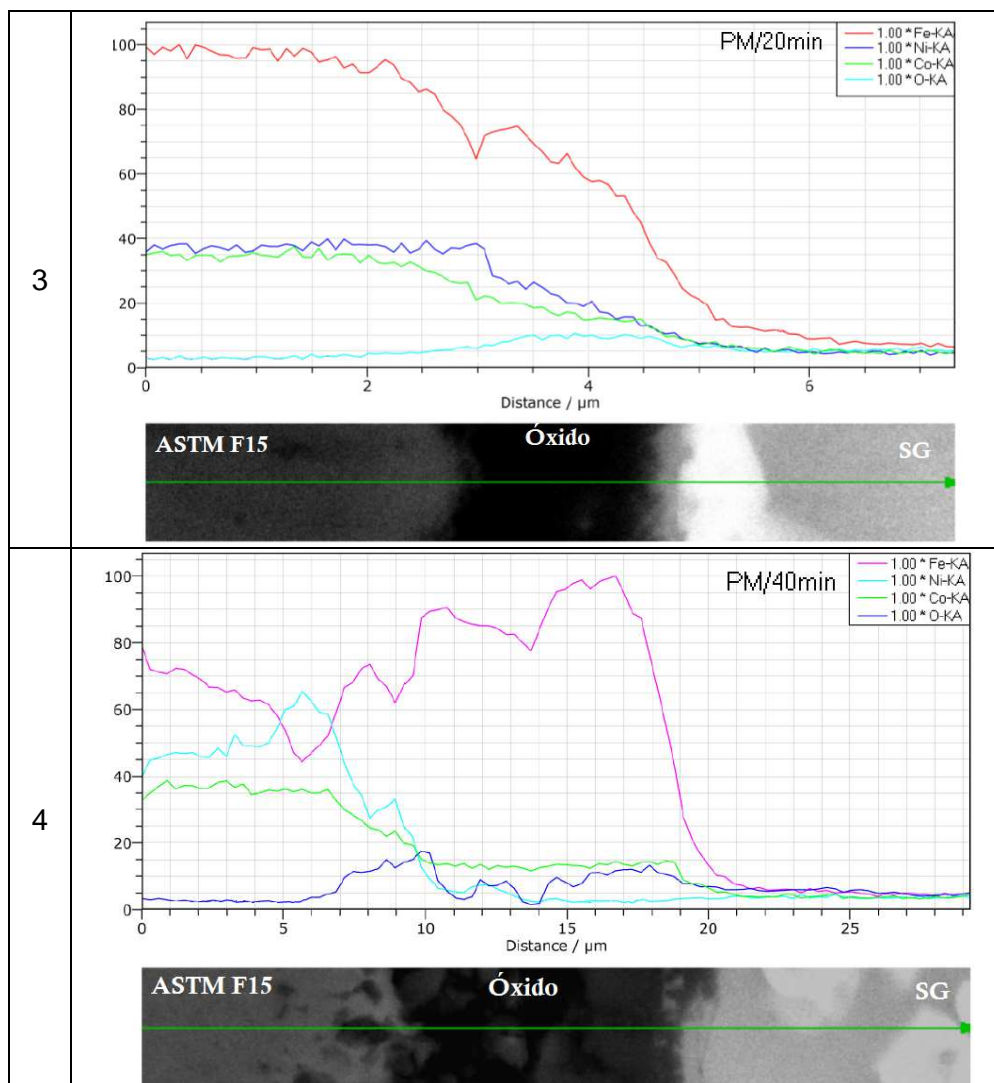 3
PM/20min
1.00 * Fe-KA
1.00 * Ni-KA
1.00 * Co-KA
1.00 * O-KA
100
80
60
40
20
0
0 2 4 6
Distance / µm
ASTM F15 Óxido SG
4
PM/40min
1.00 * Fe-KA
1.00 * Ni-KA
1.00 * Co-KA
1.00 * O-KA
100
80
60
40
20
0
0 5 10 15 20 25
Distance / µm
ASTM F15 Óxido SG